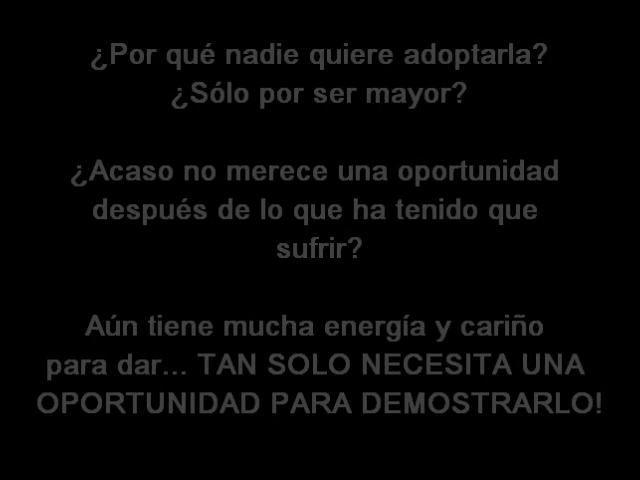 ¿Por qué nadie quiere adoptarla?
¿Sólo por ser mayor?
¿Acaso no merece una oportunidad
después de lo que ha tenido que
sufrir?
Aún tiene mucha energía y cariño
para dar... TAN SOLO NECESITA UNA
OPORTUNIDAD PARA DEMOSTRARLO!